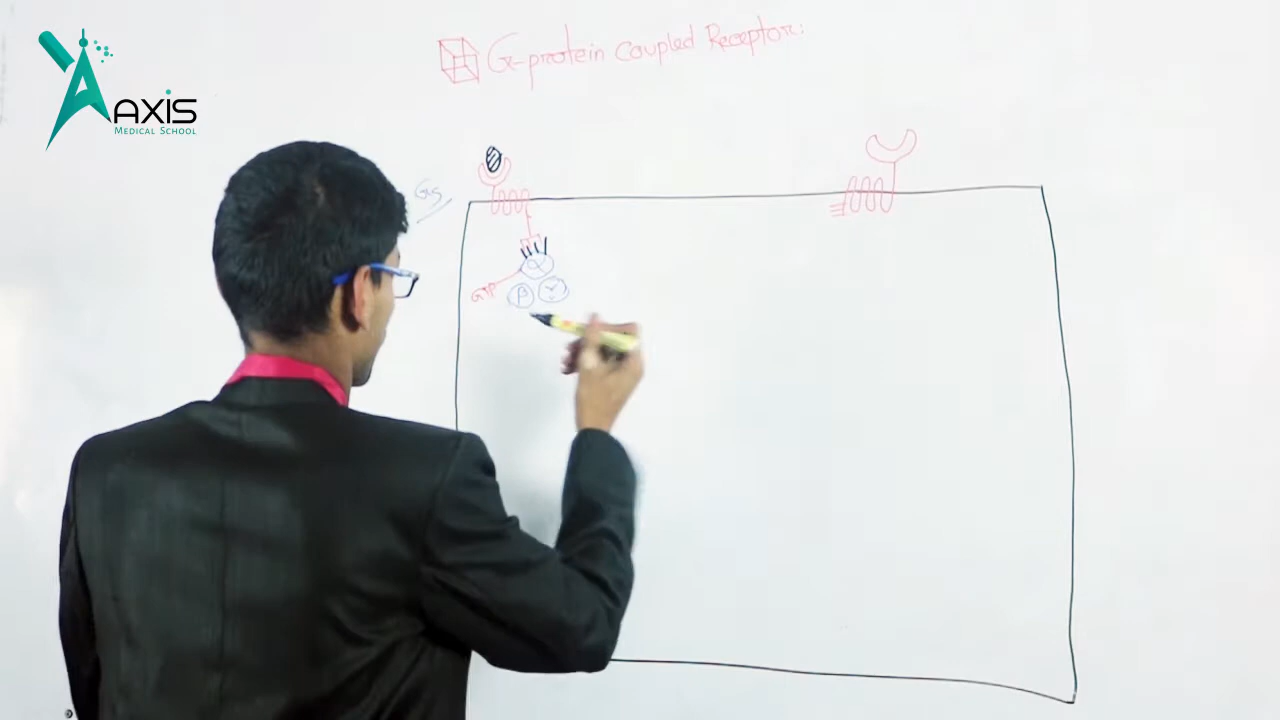 AXIS
MEDICAL SCHOOL
G-protein Coupled Receptor:
Gs
α
GTP
β γ